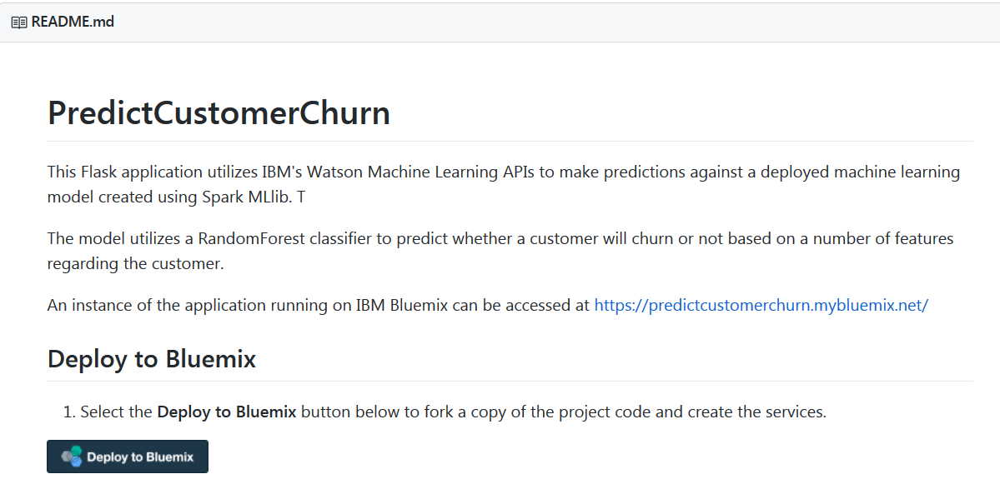 README.md
PredictCustomerChurn
This Flask application utilizes IBM's Watson Machine Learning APIs to make predictions against a deployed machine learning
model created using Spark MLlib. T
The model utilizes a RandomForest classifier to predict whether a customer will churn or not based on a number of features
regarding the customer.
An instance of the application running on IBM Bluemix can be accessed at https://predictcustomerchurn.mybluemix.net/
Deploy to Bluemix
1. Select the Deploy to Bluemix button below to fork a copy of the project code and create the services.
Deploy to Bluemix